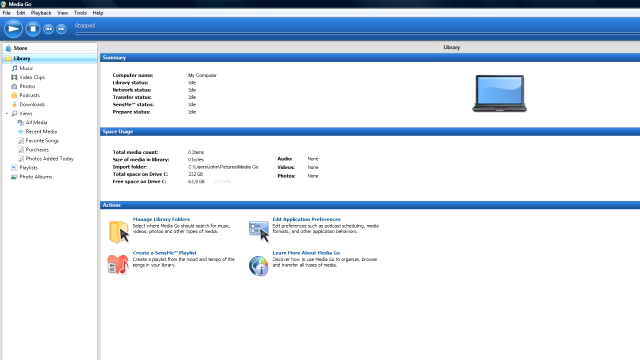 Media Go
File Edit Playback View Tools Help
Stopped
Store
Library
Music
Video Clips
Photos
Podcasts
Downloads
Views
All Media
Recent Media
Favorite Songs
Purchases
Photos Added Today
Playlists
Photo Albums
Library
Summary
Computer name: My Computer
Library status: Idle
Network status: Idle
Transfer status: Idle
SensMe™ status: Idle
Prepare status: Idle
Space Usage
Total media count: 0 Items
Size of media in library: 0 bytes
Import folder: C:\Users\John\Pictures\Media Go
Total space on Drive C: 232 GB
Free space on Drive C: 63,9 GB
Audio: None
Videos: None
Photos: None
Actions
Manage Library Folders
Select where Media Go should search for music,
videos, photos and other types of media.
Edit Application Preferences
Edit preferences such as podcast scheduling, media
formats, and other application behaviors.
Create a SensMe™ Playlist
Create a playlist from the mood and tempo of the
songs in your library.
Learn More About Media Go
Discover how to use Media Go to organize, browse
and transfer all types of media.